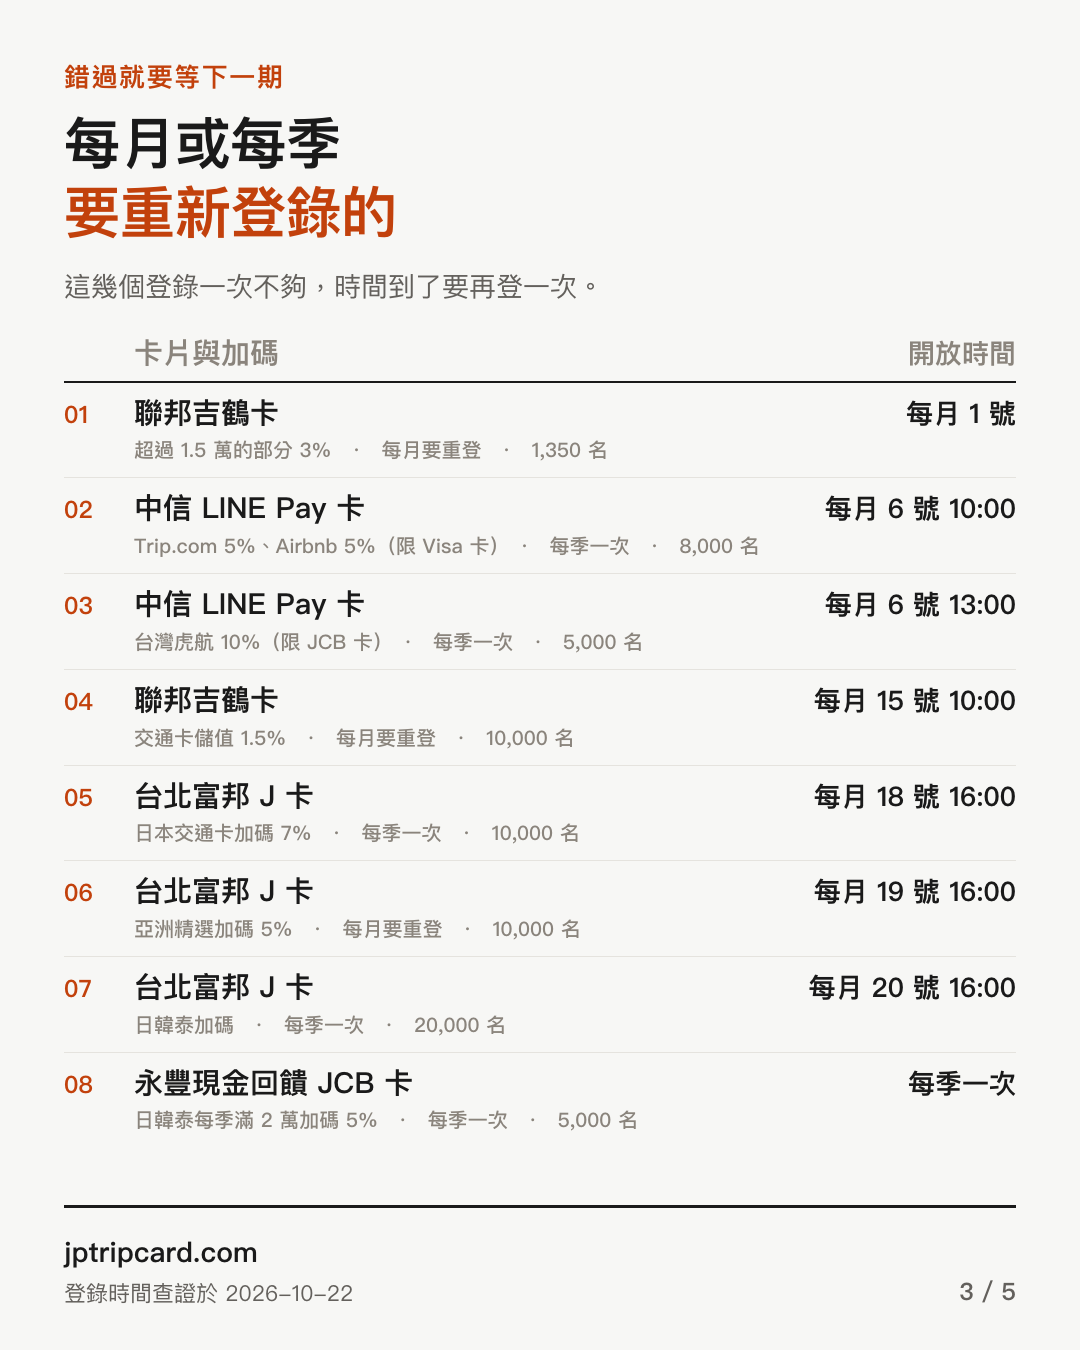 錯過就要等下一期
每月或每季
要重新登錄的
這幾個登錄一次不夠，時間到了要再登一次。
卡片與加碼 開放時間
01 聯邦吉鶴卡 每月 1 號
超過 1.5 萬的部分 3% · 每月要重登 · 1,350 名
02 中信 LINE Pay 卡 每月 6 號 10:00
Trip.com 5%、Airbnb 5%（限 Visa 卡） · 每季一次 · 8,000 名
03 中信 LINE Pay 卡 每月 6 號 13:00
台灣虎航 10%（限 JCB 卡） · 每季一次 · 5,000 名
04 聯邦吉鶴卡 每月 15 號 10:00
交通卡儲值 1.5% · 每月要重登 · 10,000 名
05 台北富邦 J 卡 每月 18 號 16:00
日本交通卡加碼 7% · 每季一次 · 10,000 名
06 台北富邦 J 卡 每月 19 號 16:00
亞洲精選加碼 5% · 每月要重登 · 10,000 名
07 台北富邦 J 卡 每月 20 號 16:00
日韓泰加碼 · 每季一次 · 20,000 名
08 永豐現金回饋 JCB 卡 每季一次
日韓泰每季滿 2 萬加碼 5% · 每季一次 · 5,000 名
jptripcard.com
登錄時間查證於 2026–10–22 3 / 5